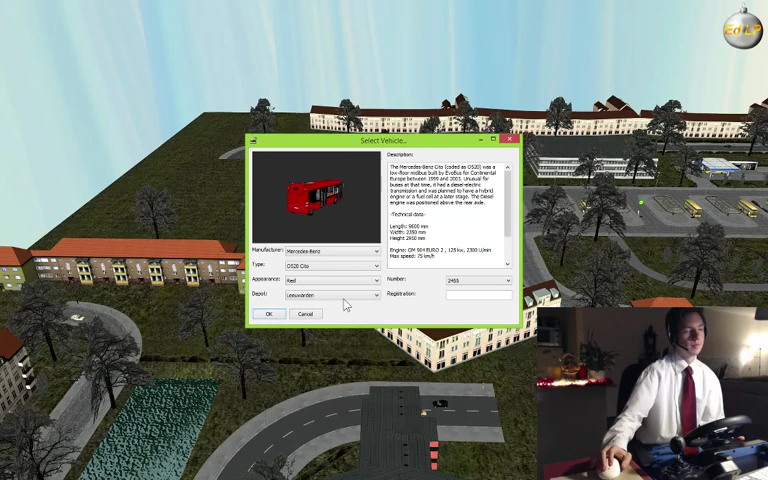 Ed LP
Select Vehicle...
Description:
The Mercedes-Benz Cito (coded as O520) was a
low-floor midibus built by EvoBus for Continental
Europe between 1999 and 2003. Unusual for
buses at that time, it had a diesel-electric
transmission and was planned to have a hybrid
engine or a fuel cell at a later stage. The Diesel
engine was positioned above the rear axle.
-Technical data-
Length: 9600 mm
Width: 2350 mm
Height 2950 mm
Engine: OM 904 EURO 2 , 125 kw, 2300 U/min
Max speed: 75 km/h
Manufacturer: Mercedes-Benz
Type: O520 Cito
Appearance: Red
Number: 2455
Depot: Leeuwarden
Registration:
OK
Cancel